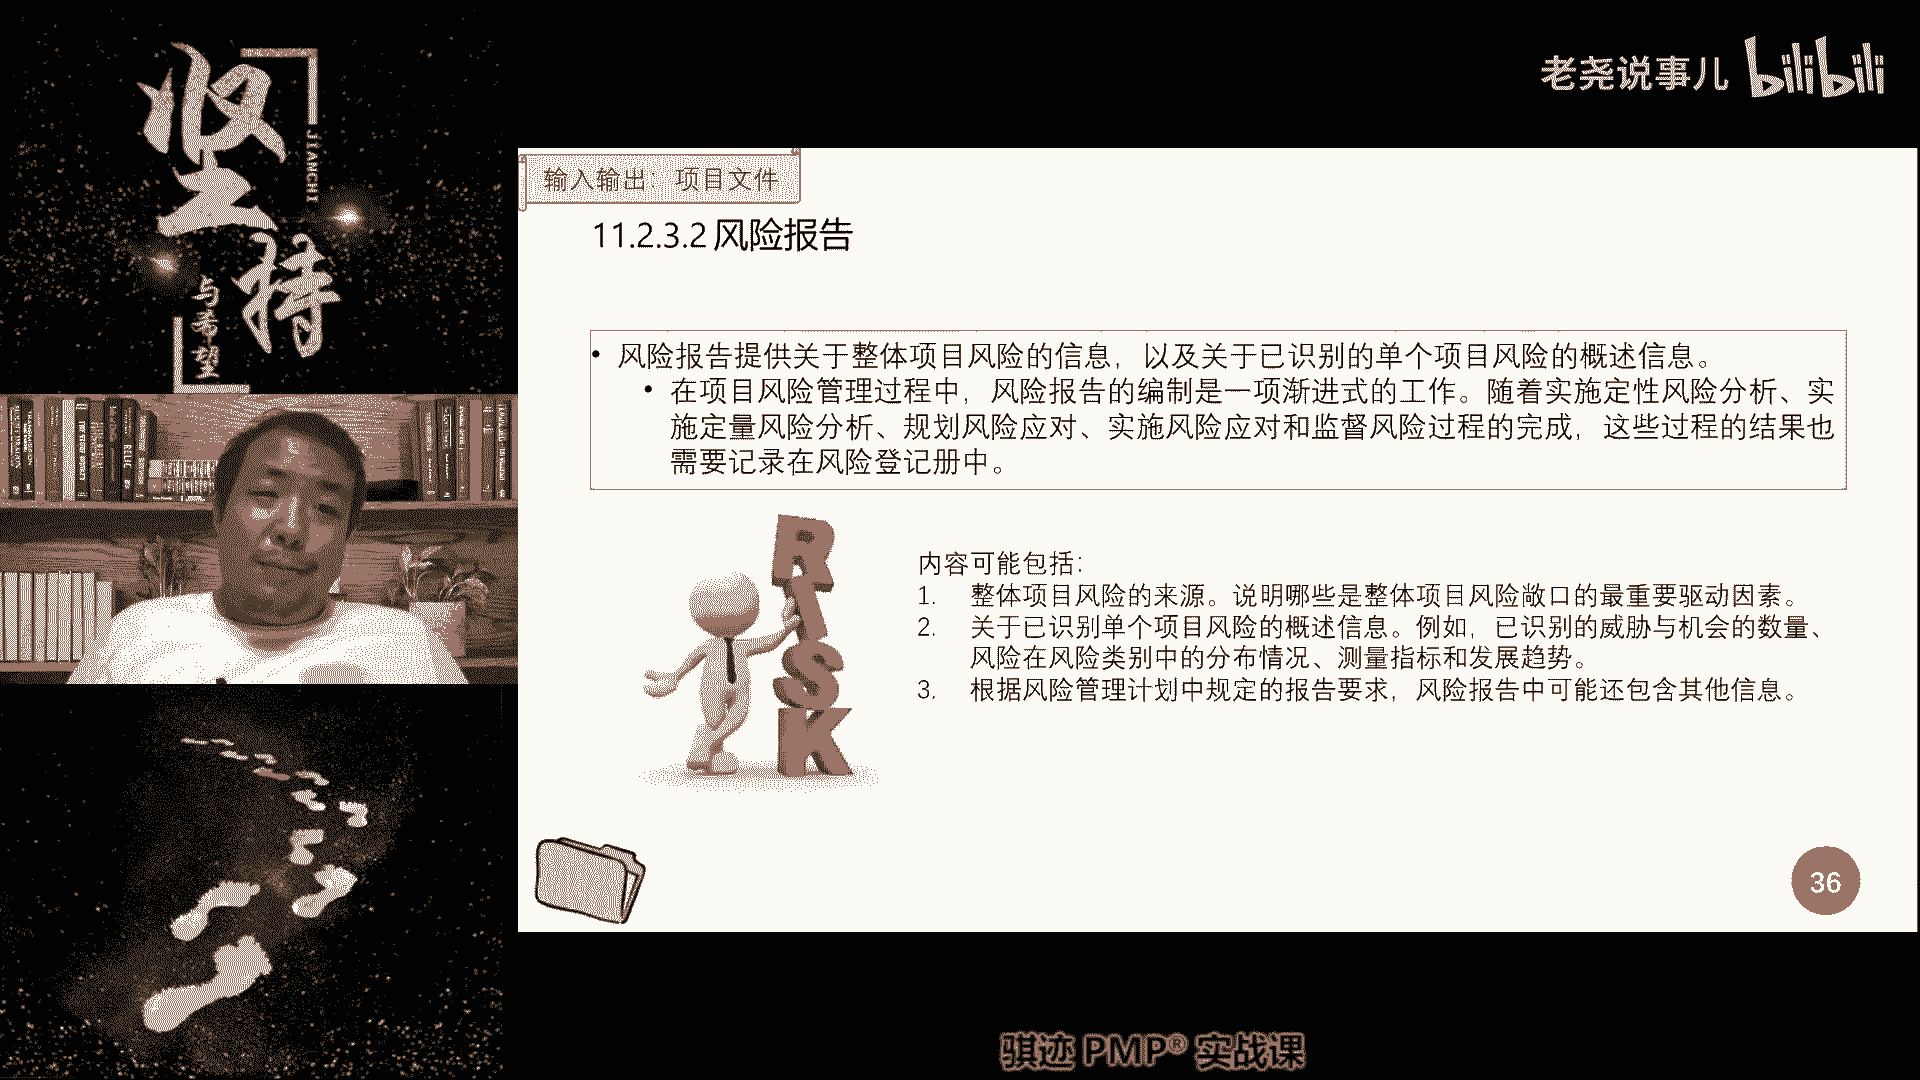 坚持
JIANCHI
与希望
老尧说事儿 bilibili
输入输出：项目文件
11.2.3.2 风险报告
• 风险报告提供关于整体项目风险的信息，以及关于已识别的单个项目风险的概述信息。
• 在项目风险管理过程中，风险报告的编制是一项渐进式的工作。随着实施定性风险分析、实
施定量风险分析、规划风险应对、实施风险应对和监督风险过程的完成，这些过程的结果也
需要记录在风险登记册中。
RISK
内容可能包括：
1. 整体项目风险的来源。说明哪些是整体项目风险敞口的最重要驱动因素。
2. 关于已识别单个项目风险的概述信息。例如，已识别的威胁与机会的数量、
风险在风险类别中的分布情况、测量指标和发展趋势。
3. 根据风险管理计划中规定的报告要求，风险报告中可能还包含其他信息。
36
骐迹 PMP® 实战课